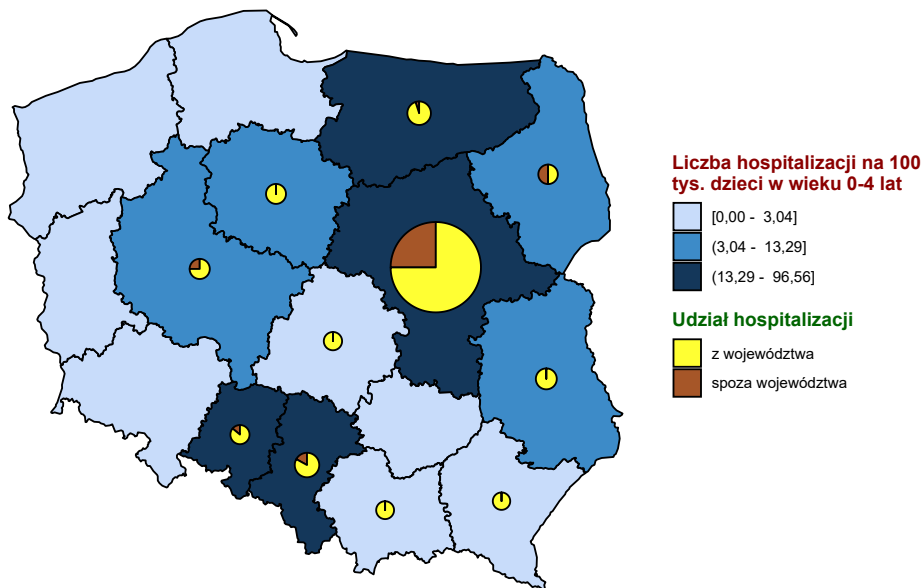 Liczba hospitalizacji na 100
tys. dzieci w wieku 0-4 lat
[0,00 - 3,04]
(3,04 - 13,29]
(13,29 - 96,56]
Udział hospitalizacji
z województwa
spoza województwa